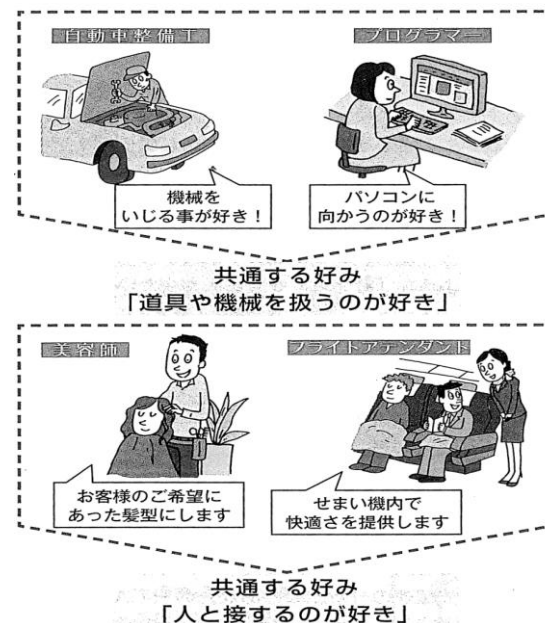 自動車整備工
プログラマー
機械を
いじる事が好き！
パソコンに
向かうのが好き！
共通する好み
「道具や機械を扱うのが好き」
美容師
フライトアテンダント
お客様のご希望に
あった髪型にします
せまい機内で
快適さを提供します
共通する好み
「人と接するのが好き」